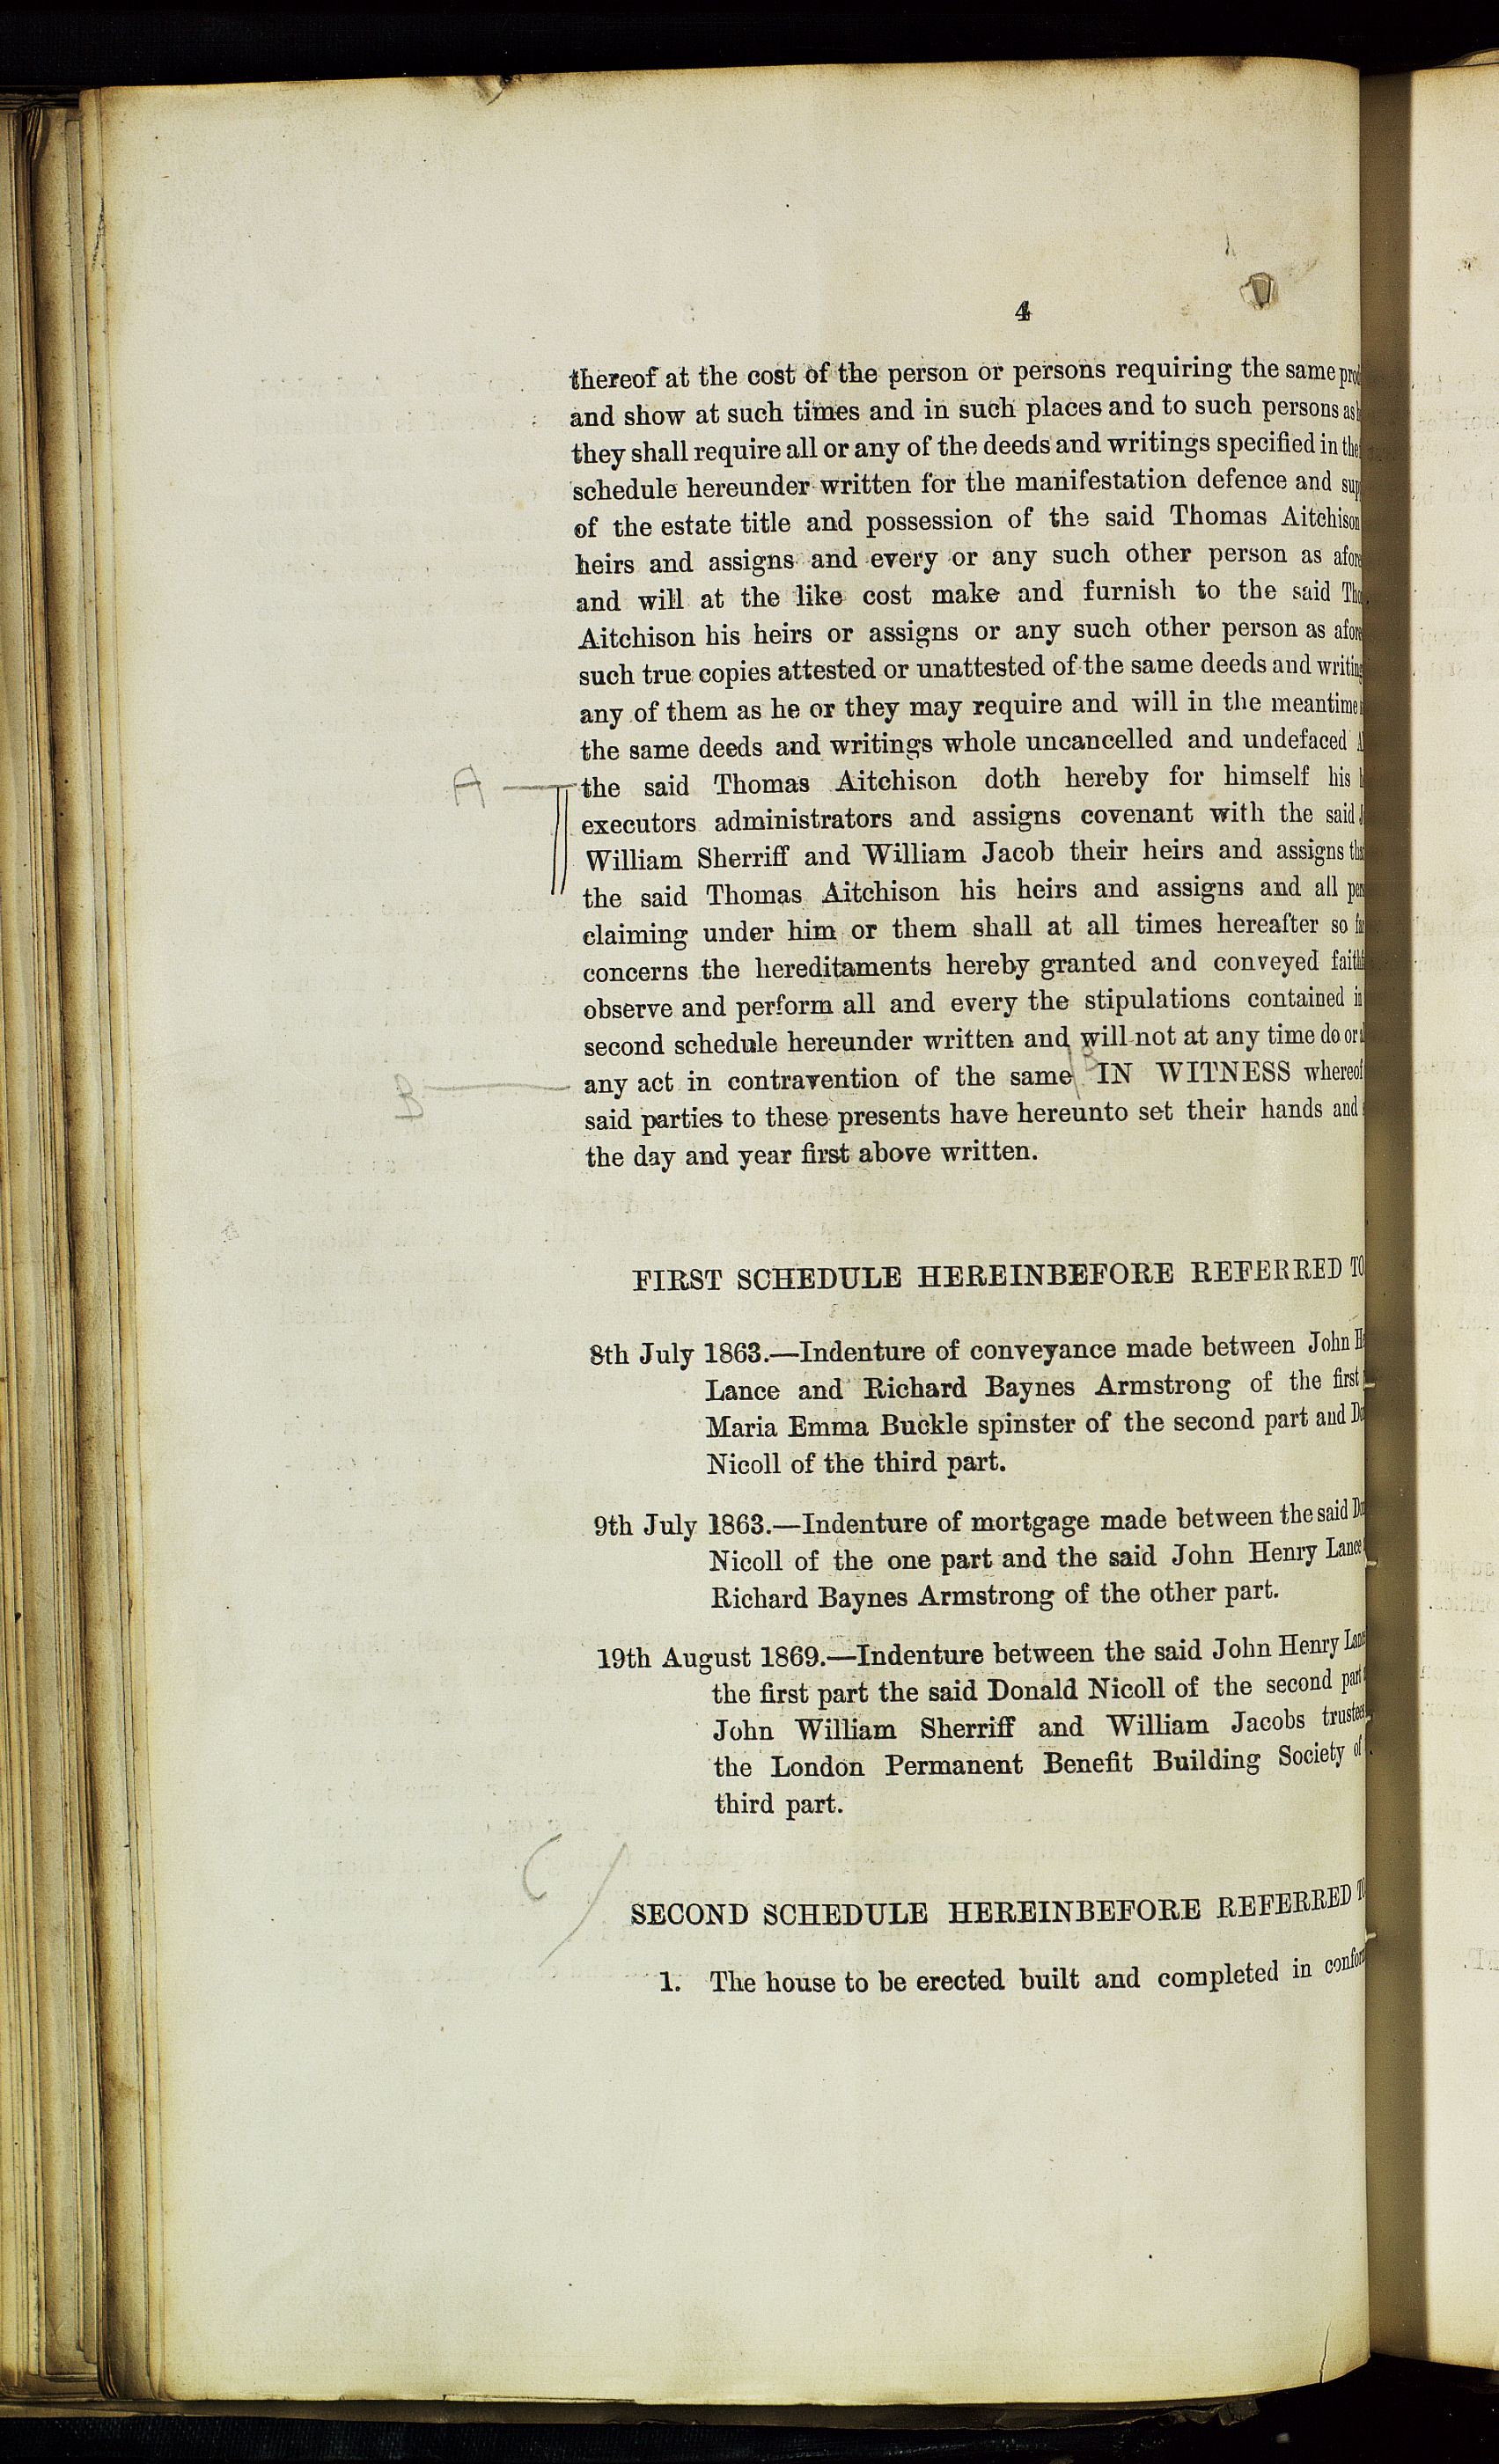 4
thereof at the cost of the person or persons requiring the same
and show at such times and in such places and to such persons as
they shall require all or any of the deeds and writings specified in the
schedule hereunder written for the manifestation defence and
of the estate title and possession of the said Thomas Aitchison
heirs and assigns and every or any such other person as
and will at the like cost make and furnish to the said
Aitchison his heirs or assigns or any such other person as
such true copies attested or unattested of the same deeds and
any of them as he or they may require and will in the meantime
the same deeds and writings whole uncancelled and undefaced
A the said Thomas Aitchison doth hereby for himself his
executors administrators and assigns covenant with the said
William Sherriff and William Jacob their heirs and assigns
the said Thomas Aitchison his heirs and assigns and all
claiming under him or them shall at all times hereafter so
concerns the hereditaments hereby granted and conveyed
observe and perform all and every the stipulations contained in
second schedule hereunder written and will not at any time do or
B any act in contravention of the same IN WITNESS whereof
said parties to these presents have hereunto set their hands and
the day and year first above written.
FIRST SCHEDULE HEREINBEFORE REFERRED TO
8th July 1863.—Indenture of conveyance made between John
Lance and Richard Baynes Armstrong of the first
Maria Emma Buckle spinster of the second part and
Nicoll of the third part.
9th July 1863.—Indenture of mortgage made between the said
Nicoll of the one part and the said John Henry Lance
Richard Baynes Armstrong of the other part.
19th August 1869.—Indenture between the said John Henry
the first part the said Donald Nicoll of the second part
John William Sherriff and William Jacobs trustees
the London Permanent Benefit Building Society of
third part.
SECOND SCHEDULE HEREINBEFORE REFERRED
1. The house to be erected built and completed in